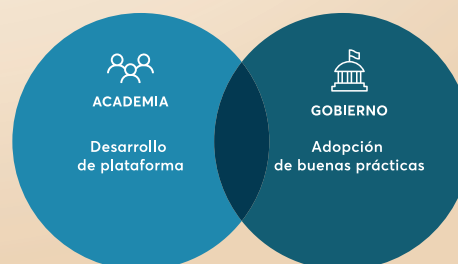 ACADEMIA
Desarrollo
de plataforma
GOBIERNO
Adopción
de buenas prácticas